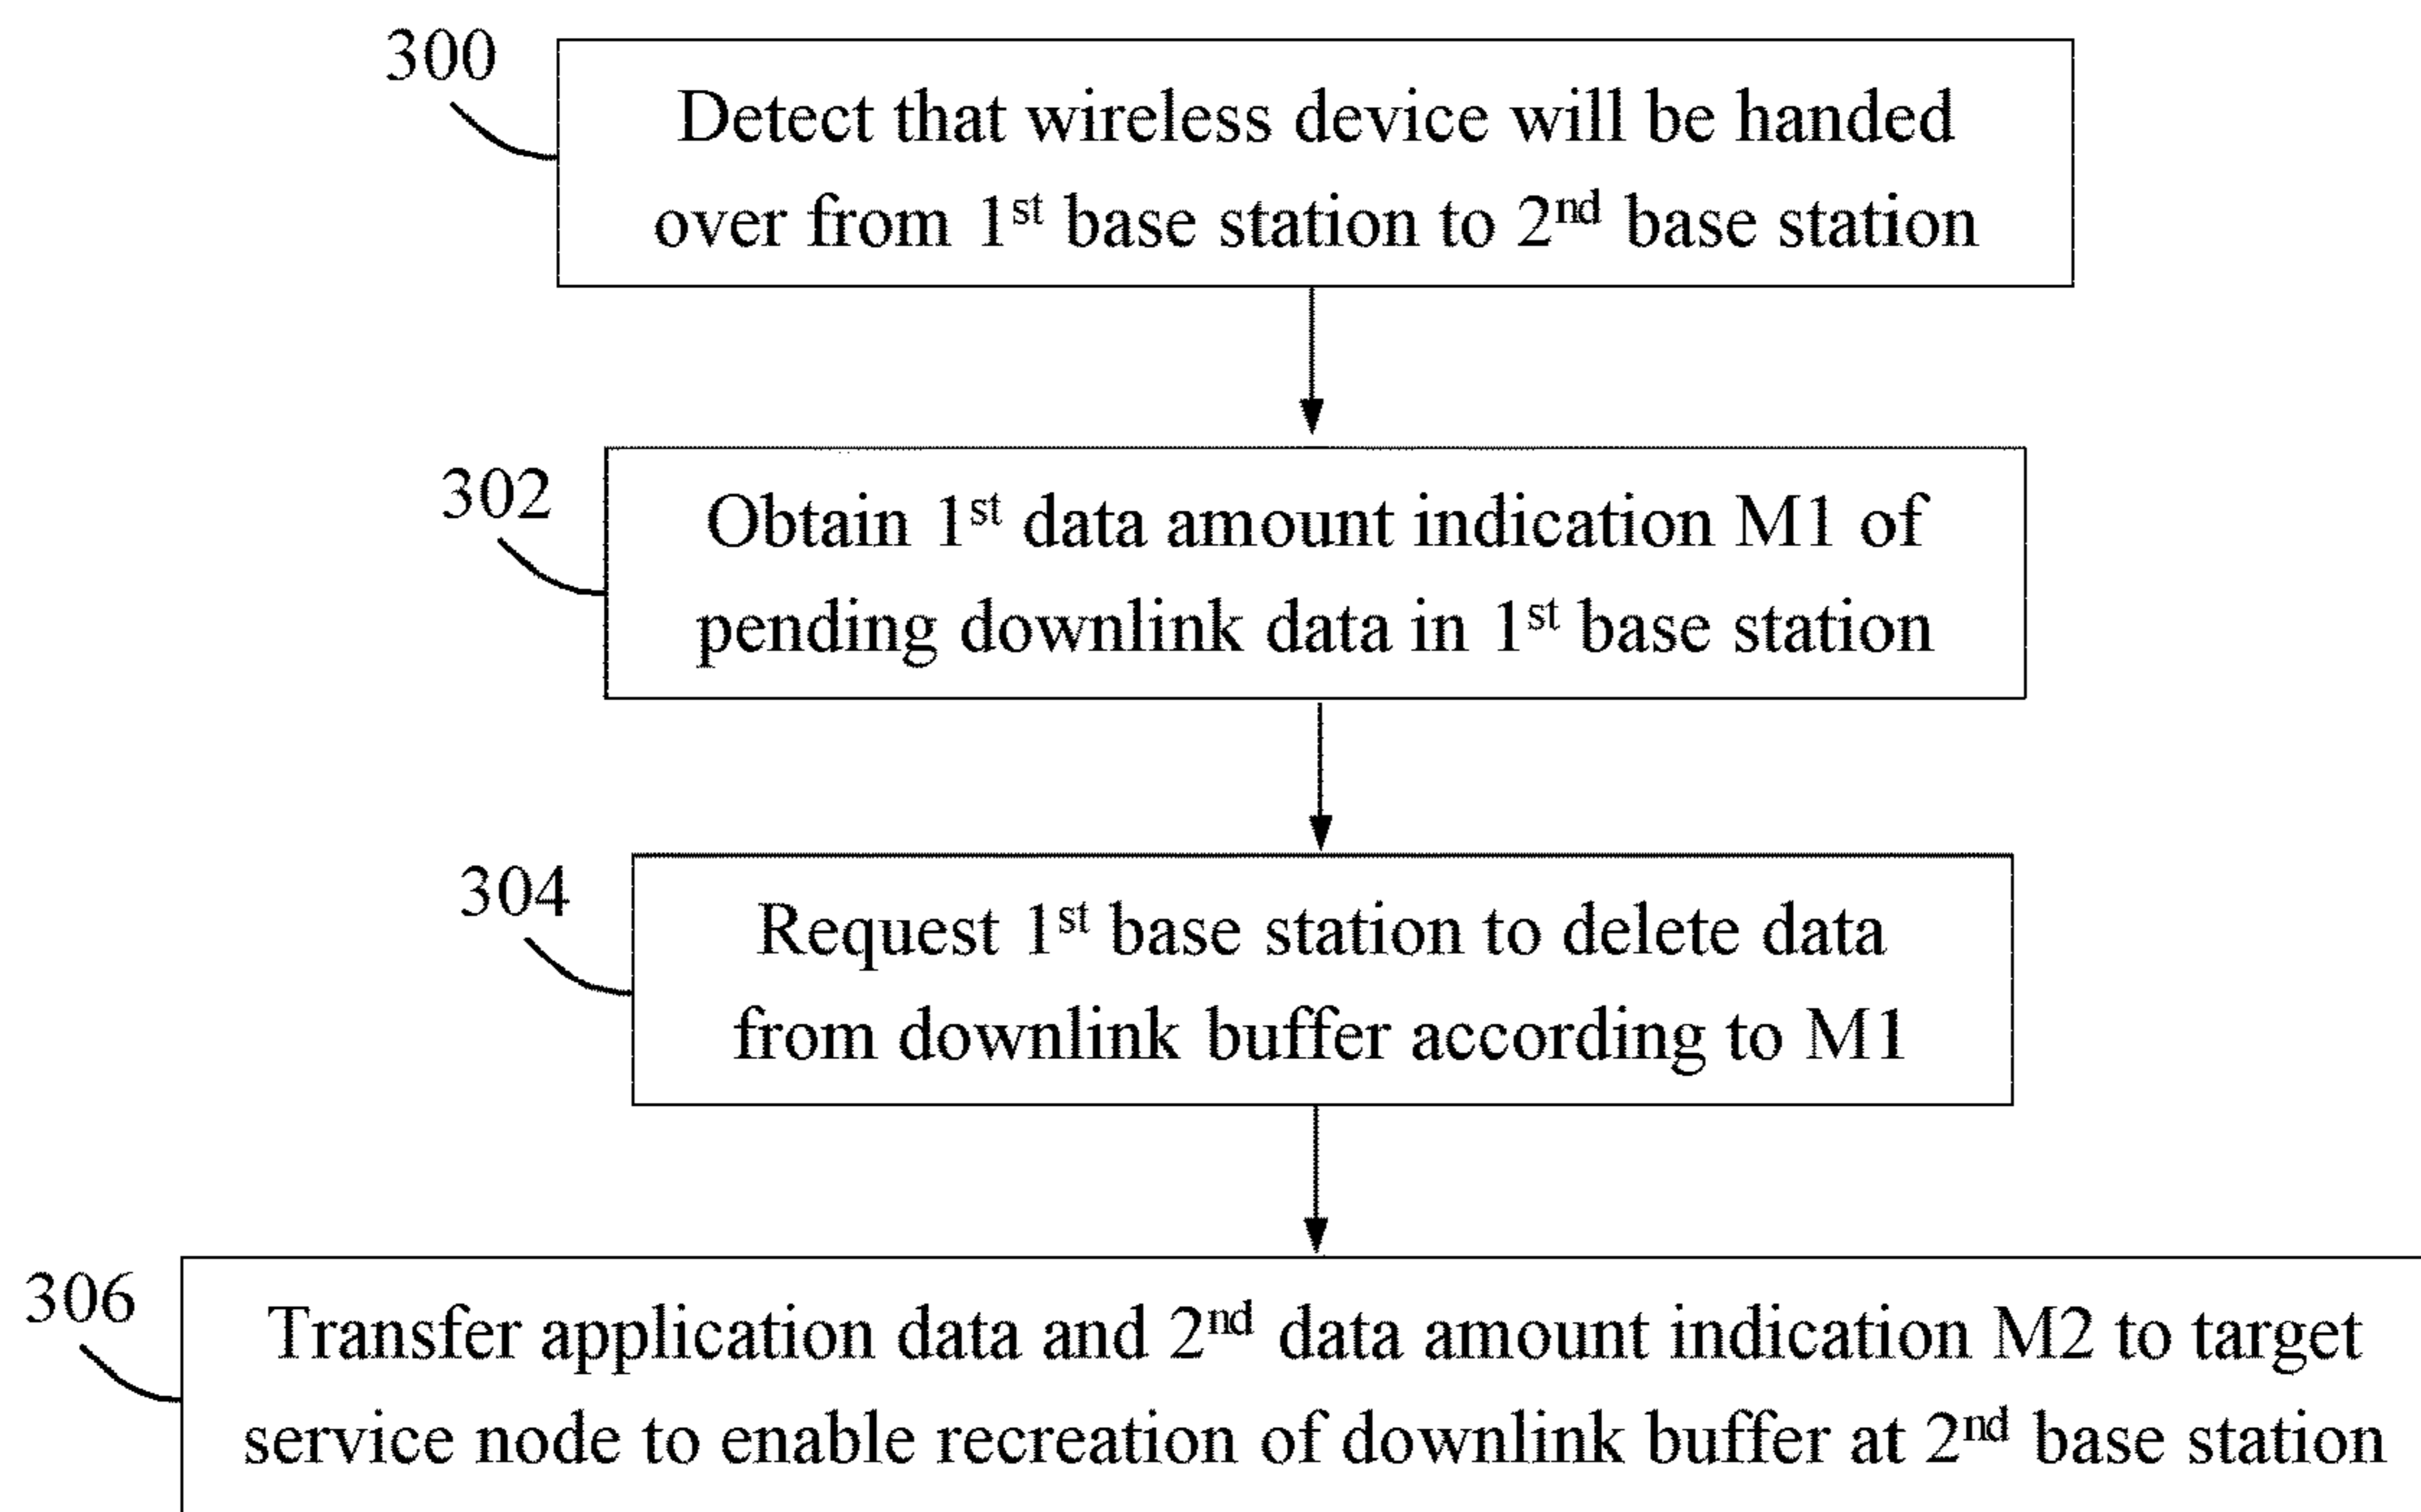 300
Detect that wireless device will be handed
over from 1st base station to 2nd base station
302
Obtain 1st data amount indication M1 of
pending downlink data in 1st base station
304
Request 1st base station to delete data
from downlink buffer according to M1
306
Transfer application data and 2nd data amount indication M2 to target
service node to enable recreation of downlink buffer at 2nd base station